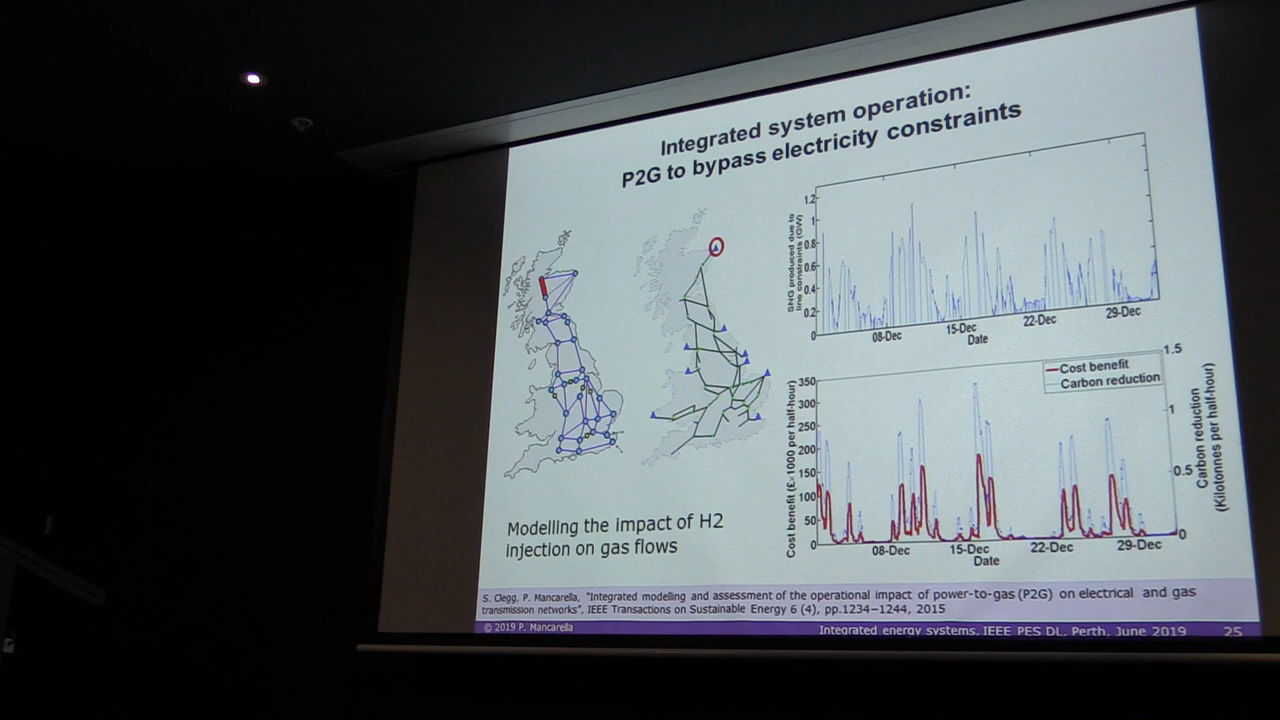 Integrated system operation:
P2G to bypass electricity constraints
SNG produced due to
line constraints (GW)
1.2
1
0.8
0.6
0.4
0.2
0
08-Dec
15-Dec
22-Dec
29-Dec
Date
Cost benefit (£×1000 per half-hour)
350
300
250
200
150
100
50
0
Cost benefit
Carbon reduction
1.5
1
0.5
0
Carbon reduction
(Kilotonnes per half-hour)
08-Dec
15-Dec
22-Dec
29-Dec
Date
Modelling the impact of H2
injection on gas flows
S. Clegg, P. Mancarella, "Integrated modelling and assessment of the operational impact of power-to-gas (P2G) on electrical and gas
transmission networks", IEEE Transactions on Sustainable Energy 6 (4), pp.1234–1244, 2015
© 2019 P. Mancarella
Integrated energy systems, IEEE PES DL, Perth, June 2019
25